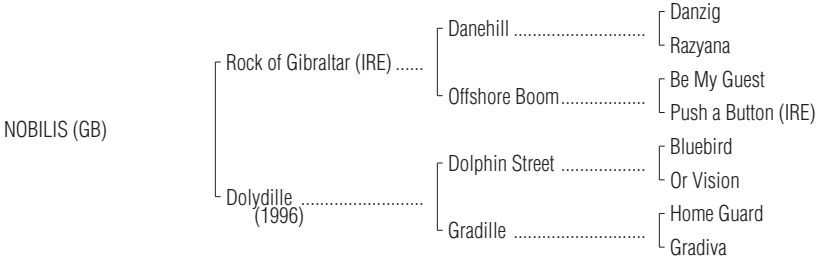 Danzig
Danehill ............................
Razyana
Rock of Gibraltar (IRE) ......
Be My Guest
Offshore Boom..................
Push a Button (IRE)
NOBILIS (GB)
Bluebird
Dolphin Street ..................
Or Vision
Dolydille ..........................
(1996)
Home Guard
Gradille ............................
Gradiva